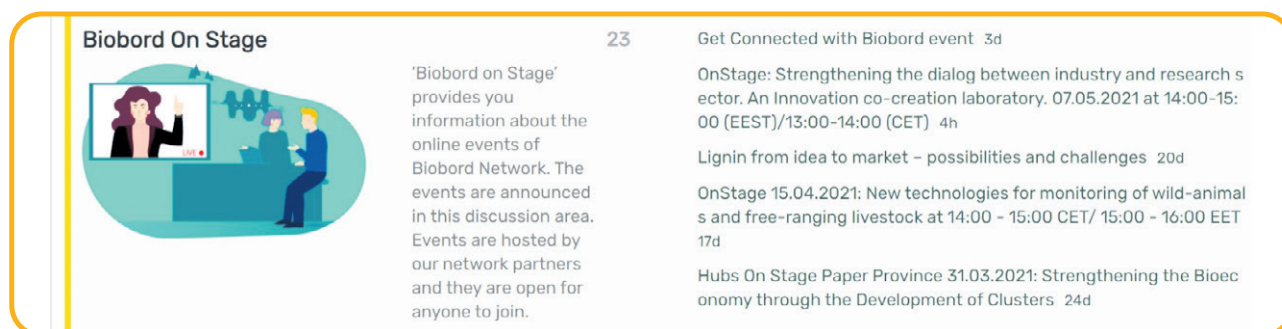 Biobord On Stage
LIVE
'Biobord on Stage'
provides you
information about the
online events of
Biobord Network. The
events are announced
in this discussion area.
Events are hosted by
our network partners
and they are open for
anyone to join.
23
Get Connected with Biobord event 3d
OnStage: Strengthening the dialog between industry and research s
ector. An Innovation co-creation laboratory. 07.05.2021 at 14:00-15:
00 (EEST)/13:00-14:00 (CET) 4h
Lignin from idea to market – possibilities and challenges 20d
OnStage 15.04.2021: New technologies for monitoring of wild-animal
s and free-ranging livestock at 14:00 - 15:00 CET/ 15:00 - 16:00 EET
17d
Hubs On Stage Paper Province 31.03.2021: Strengthening the Bioec
onomy through the Development of Clusters 24d